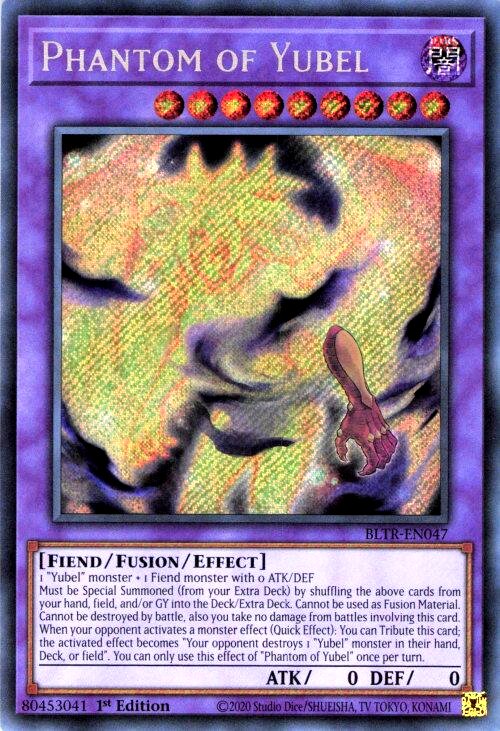 PHANTOM OF YUBEL
闇
BLTR-EN047
[FIEND/FUSION/EFFECT]
1 "Yubel" monster + 1 Fiend monster with 0 ATK/DEF
Must be Special Summoned (from your Extra Deck) by shuffling the above cards from
your hand, field, and/or GY into the Deck/Extra Deck. Cannot be used as Fusion Material.
Cannot be destroyed by battle, also you take no damage from battles involving this card.
When your opponent activates a monster effect (Quick Effect): You can Tribute this card;
the activated effect becomes "Your opponent destroys 1 "Yubel" monster in their hand,
Deck, or field". You can only use this effect of "Phantom of Yubel" once per turn.
ATK/ 0 DEF/ 0
80453041 1st Edition ©2020 Studio Dice/SHUEISHA, TV TOKYO, KONAMI